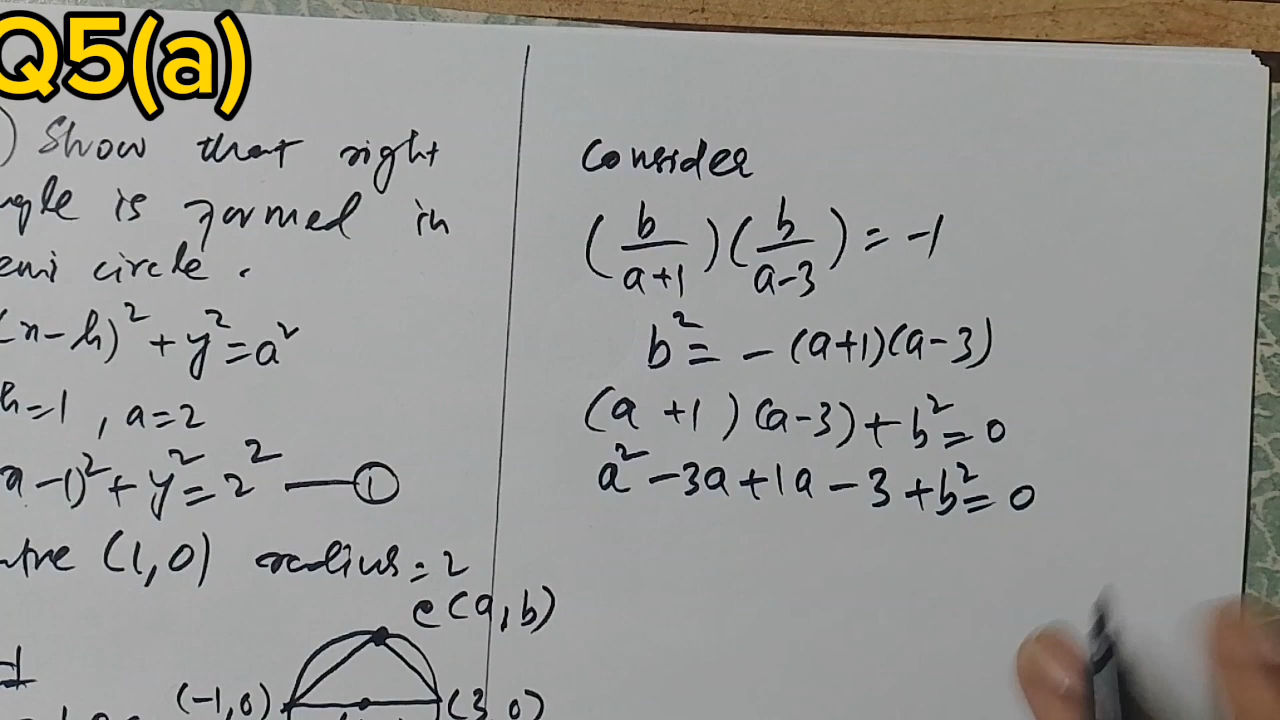 Q5(a)
) Show that right
ngle is formed in
emi circle.
(x-h)² + y² = a²
h=1, a=2
x-1)² + y² = 2² —①
ntre (1,0) radius = 2
c(a,b)
(-1,0)
(3,0)
Consider
(b/(a+1))(b/(a-3)) = -1
b² = -(a+1)(a-3)
(a+1)(a-3)+b²=0
a²-3a+1a-3+b²=0